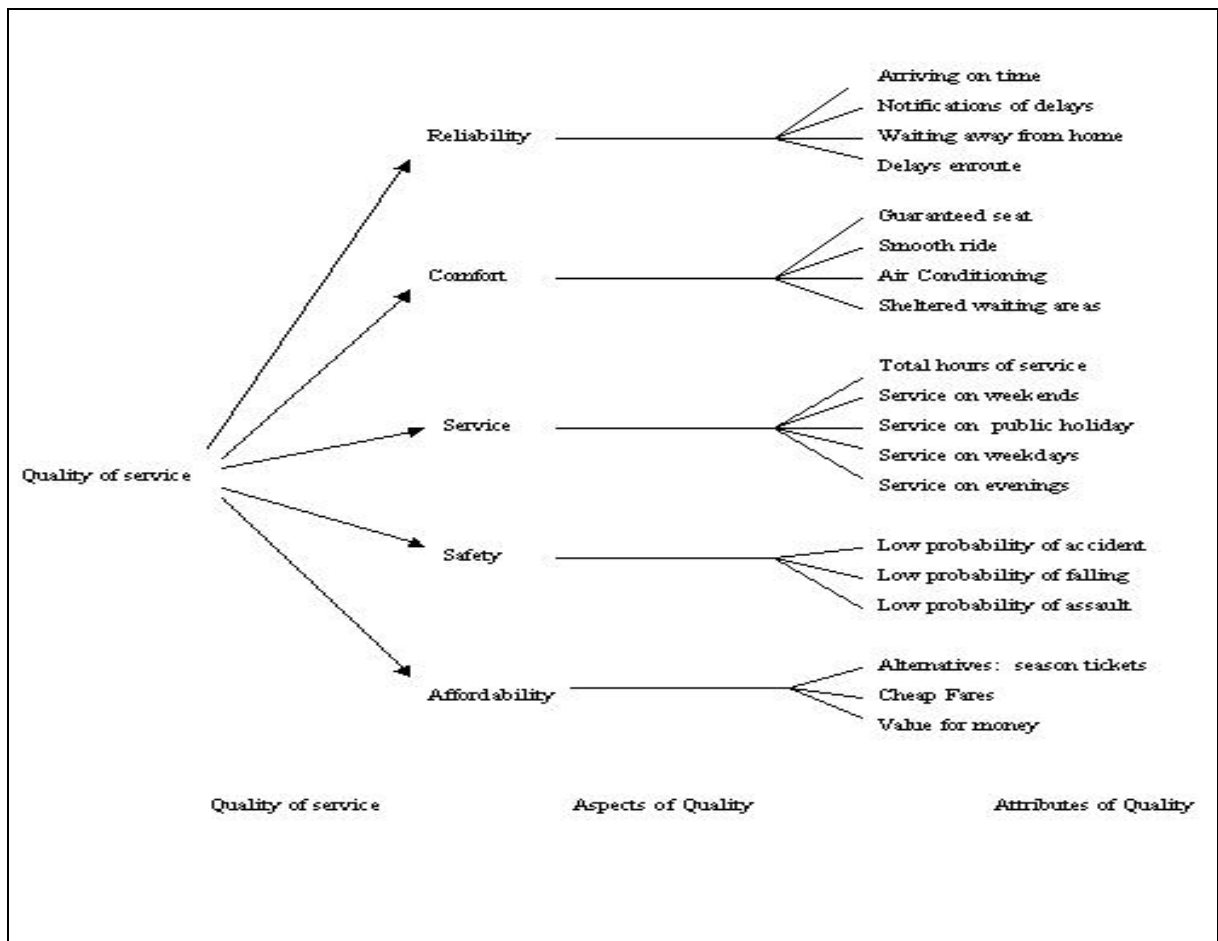 Arriving on time
Notifications of delays
Reliability
Waiting away from home
Delays enroute
Guaranteed seat
Smooth ride
Comfort
Air Conditioning
Sheltered waiting areas
Total hours of service
Service on weekends
Service
Service on public holiday
Service on weekdays
Quality of service
Service on evenings
Low probability of accident
Safety
Low probability of falling
Low probability of assault
Alternatives: season tickets
Affordability
Cheap Fares
Value for money
Quality of service
Aspects of Quality
Attributes of Quality